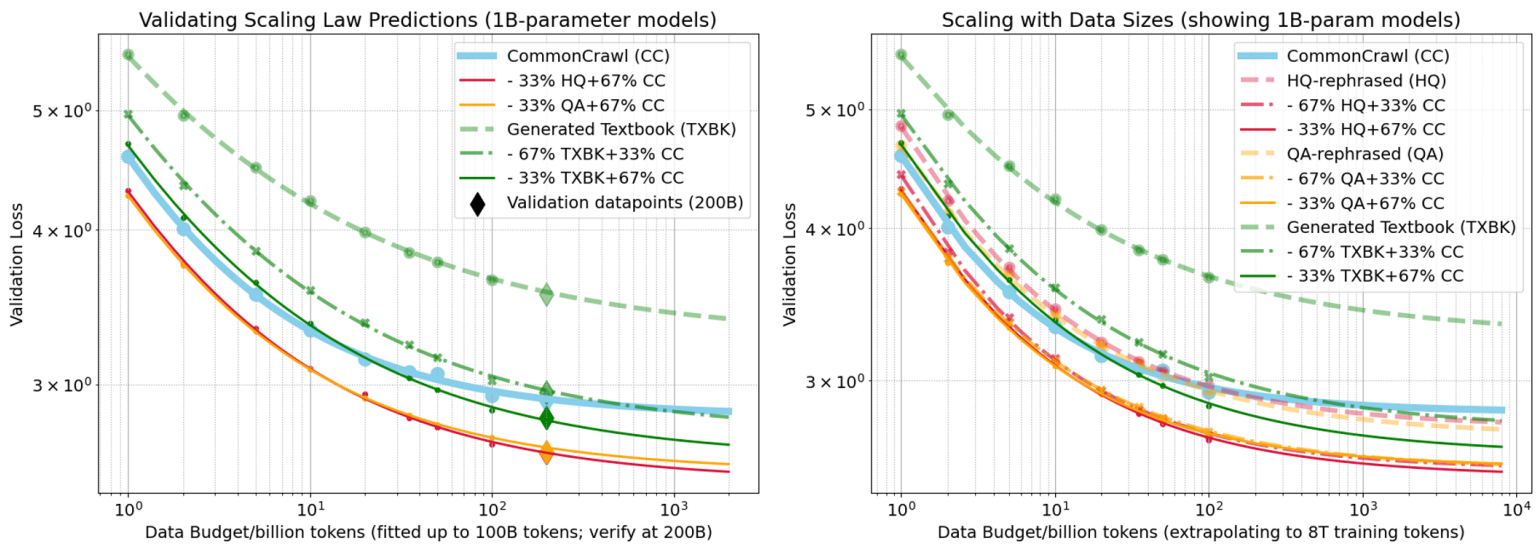 Validating Scaling Law Predictions (1B-parameter models)
CommonCrawl (CC)
- 33% HQ+67% CC
- 33% QA+67% CC
Generated Textbook (TXBK)
- 67% TXBK+33% CC
- 33% TXBK+67% CC
Validation datapoints (200B)
Validation Loss
5 × 10⁰
4 × 10⁰
3 × 10⁰
10⁰
10¹
10²
10³
Data Budget/billion tokens (fitted up to 100B tokens; verify at 200B)
Scaling with Data Sizes (showing 1B-param models)
CommonCrawl (CC)
HQ-rephrased (HQ)
- 67% HQ+33% CC
- 33% HQ+67% CC
QA-rephrased (QA)
- 67% QA+33% CC
- 33% QA+67% CC
Generated Textbook (TXBK)
- 67% TXBK+33% CC
- 33% TXBK+67% CC
Validation Loss
5 × 10⁰
4 × 10⁰
3 × 10⁰
10⁰
10¹
10²
10³
10⁴
Data Budget/billion tokens (extrapolating to 8T training tokens)